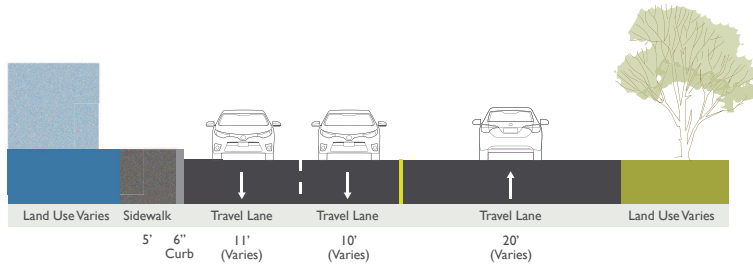 Land Use Varies Sidewalk Travel Lane Travel Lane Travel Lane Land Use Varies
5’ 6” 11’ 10’ 20’
Curb (Varies) (Varies) (Varies)